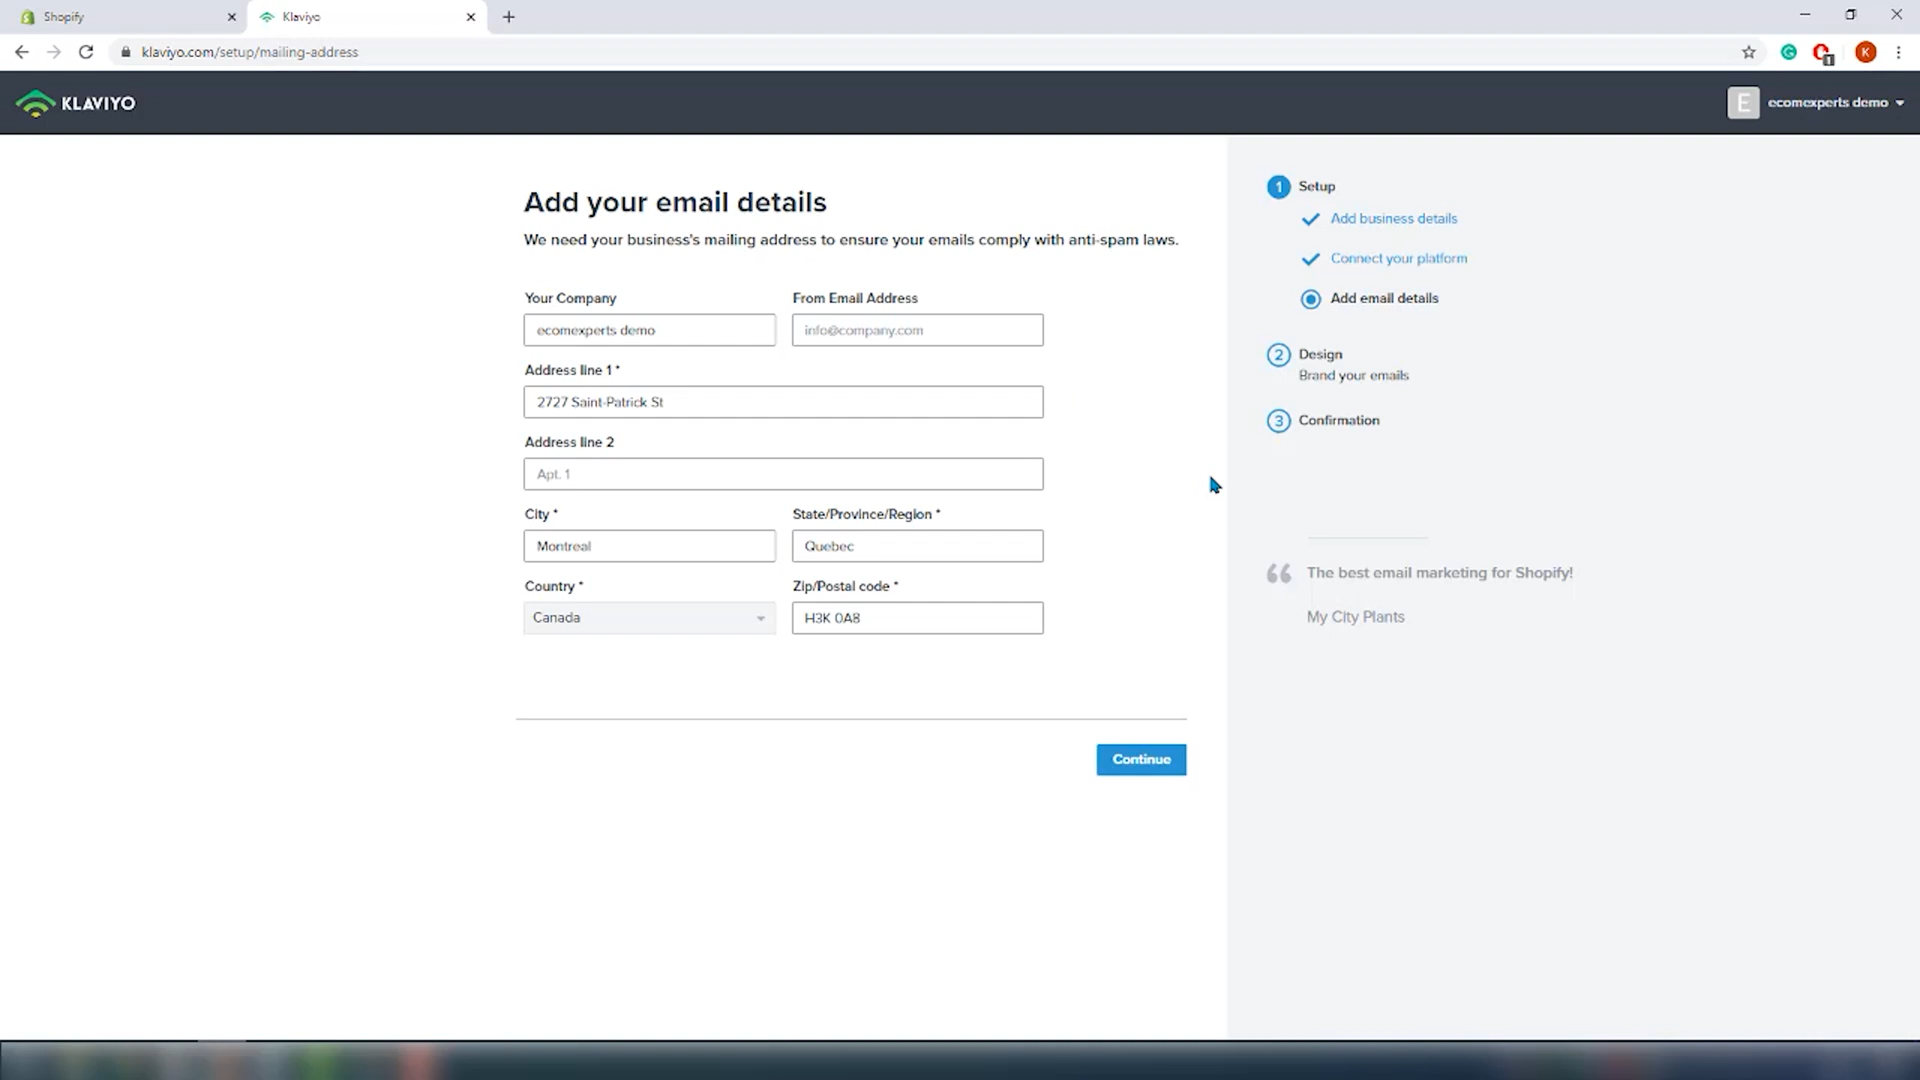 Shopify
Klaviyo
klaviyo.com/setup/mailing-address
1
K
KLAVIYO
E
ecomexperts demo
Add your email details
We need your business's mailing address to ensure your emails comply with anti-spam laws.
Your Company
From Email Address
ecomexperts demo
info@company.com
Address line 1 *
2727 Saint-Patrick St
Address line 2
Apt. 1
City *
State/Province/Region *
Montreal
Quebec
Country *
Zip/Postal code *
Canada
H3K 0A8
Continue
1 Setup
Add business details
Connect your platform
Add email details
2 Design
Brand your emails
3 Confirmation
“ The best email marketing for Shopify!
My City Plants